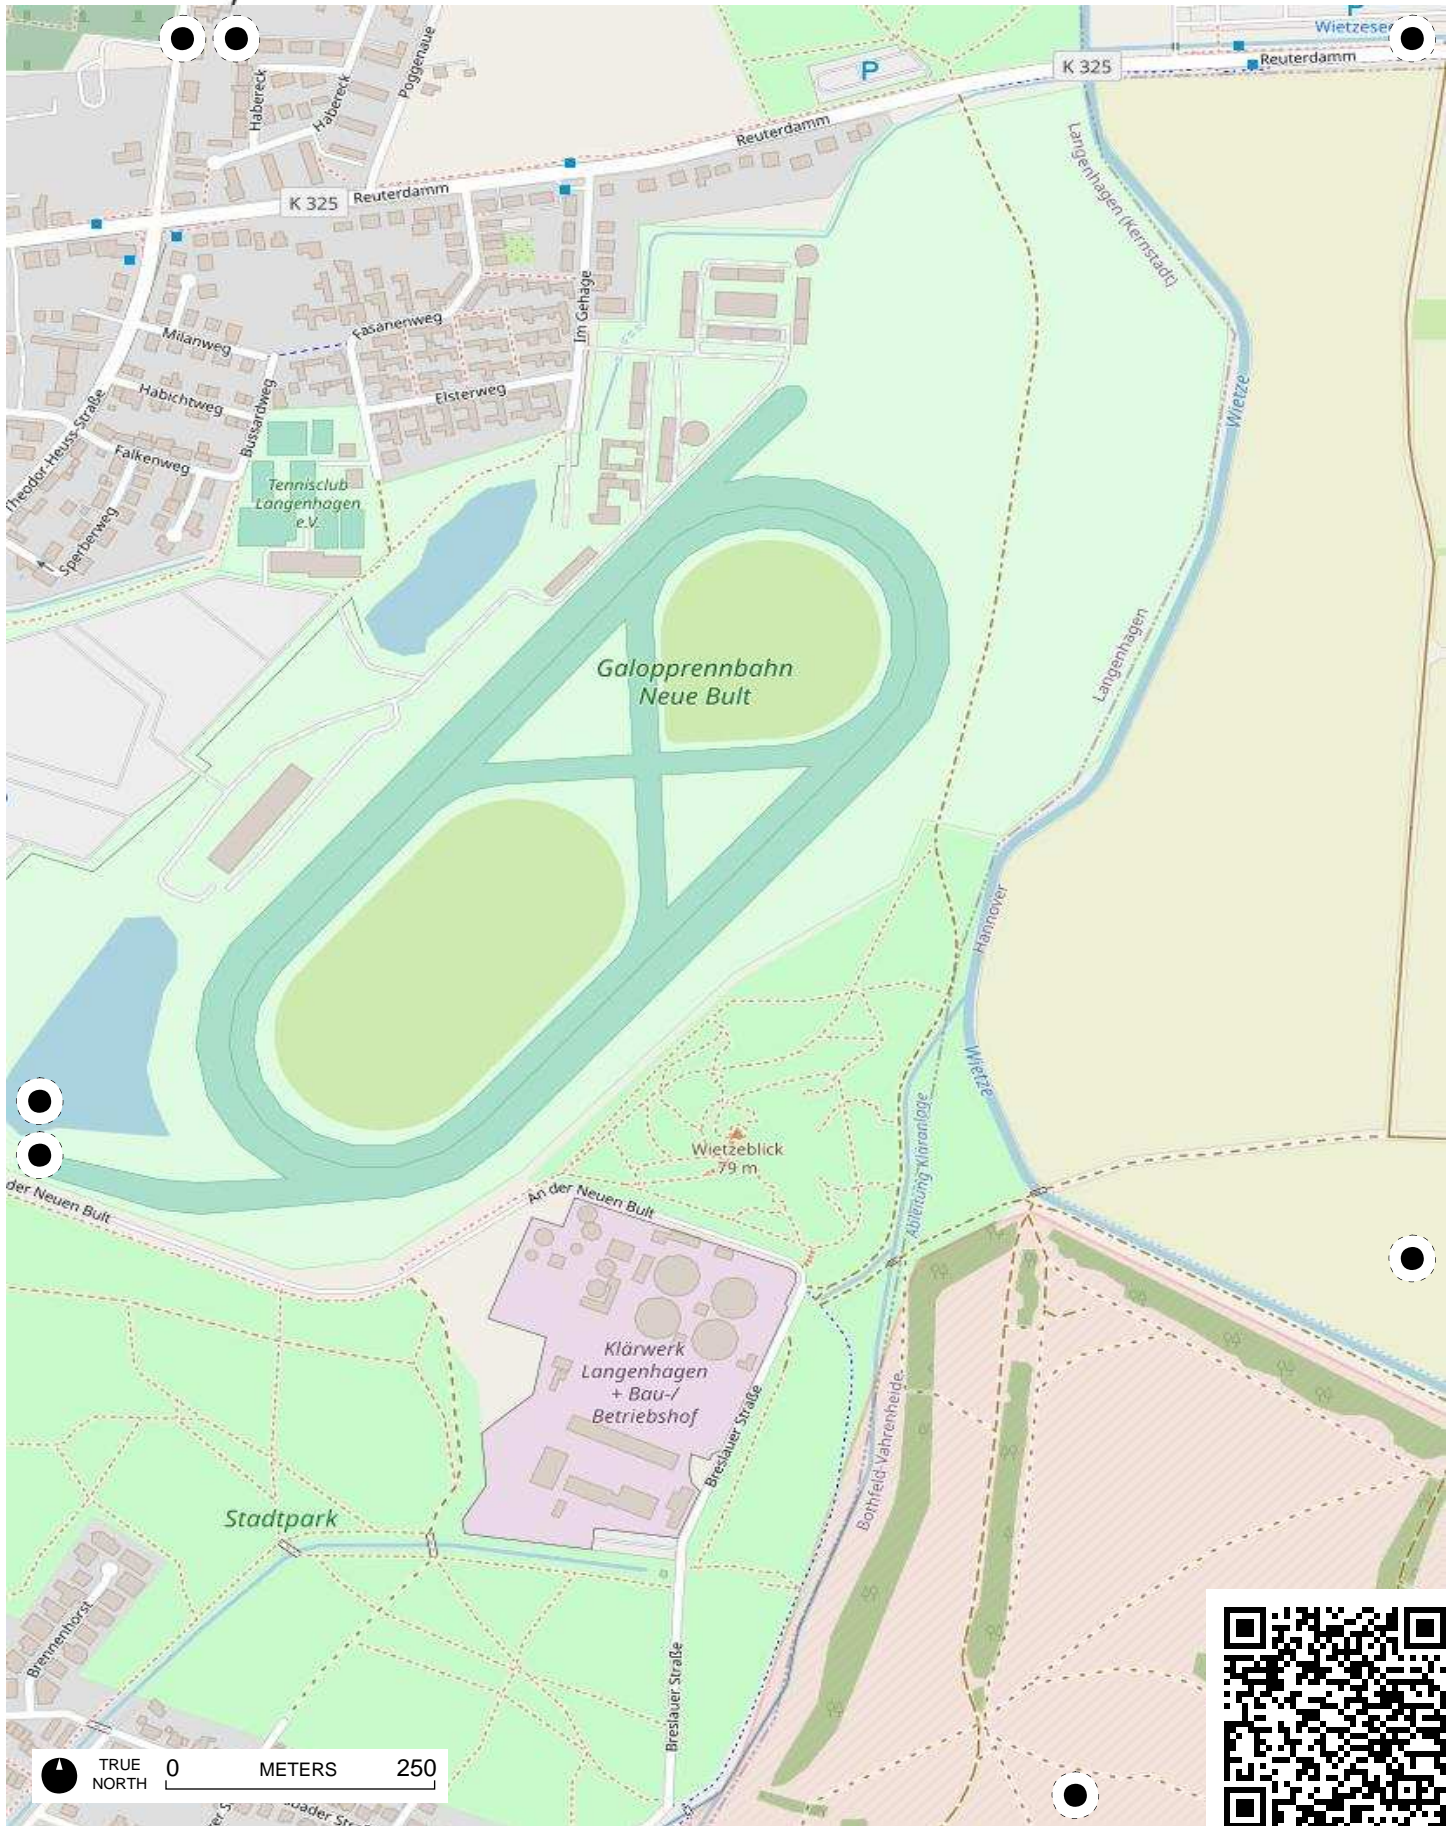 P
Wietzesee
Reuterdamm
K 325
P
Poggenaue
Habereck
Habereck
Reuterdamm
Langenhagen (Kernstadt)
K 325
Reuterdamm
Im Gehäge
Milanweg
Fasanenweg
Wietze
Habichtweg
Elsterweg
Theodor-Heuss-Straße
Bussardweg
Falkenweg
Tennisclub
Langenhagen
e.V.
Sperberweg
Langenhagen
Galopprennbahn
Neue Bult
Hannover
Wietze
Ableitung Kläranlage
Wietzeblick
79 m
der Neuen Bult
An der Neuen Bult
Klärwerk
Langenhagen
+ Bau-/
Betriebshof
Breslauer Straße
Bothfeld-Vahrenheide
Stadtpark
Brennenhorst
Breslauer Straße
TRUE
NORTH
0 METERS 250